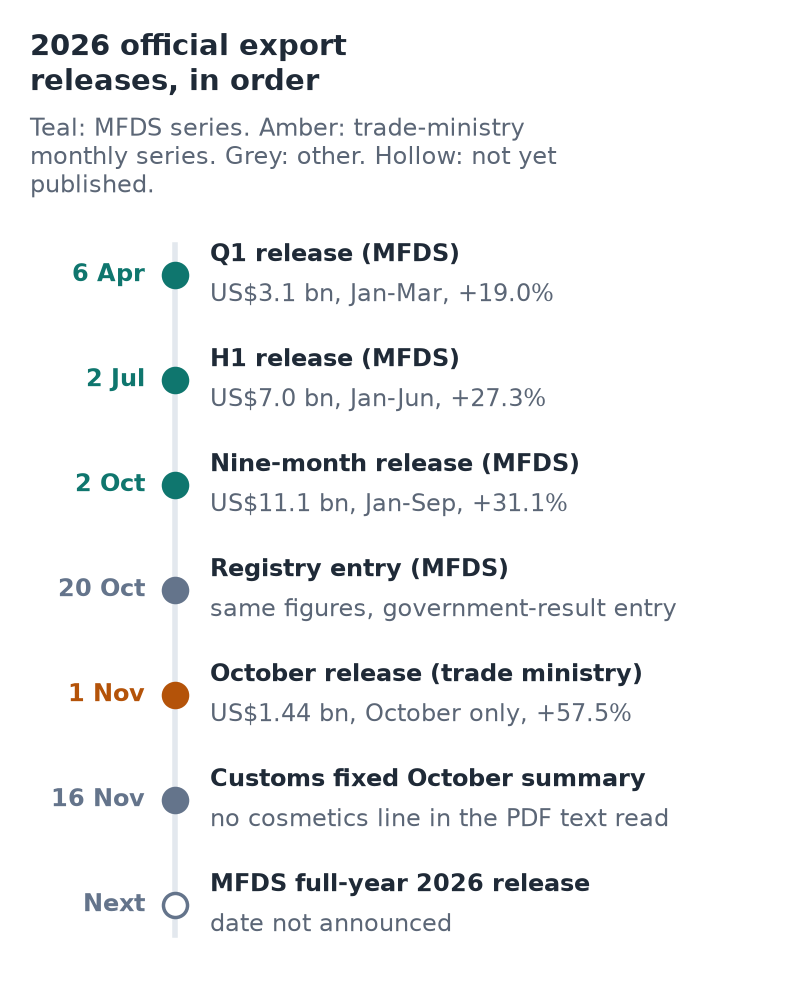 2026 official export
releases, in order
Teal: MFDS series. Amber: trade-ministry
monthly series. Grey: other. Hollow: not yet
published.
6 Apr
Q1 release (MFDS)
US$3.1 bn, Jan-Mar, +19.0%
2 Jul
H1 release (MFDS)
US$7.0 bn, Jan-Jun, +27.3%
2 Oct
Nine-month release (MFDS)
US$11.1 bn, Jan-Sep, +31.1%
20 Oct
Registry entry (MFDS)
same figures, government-result entry
1 Nov
October release (trade ministry)
US$1.44 bn, October only, +57.5%
16 Nov
Customs fixed October summary
no cosmetics line in the PDF text read
Next
MFDS full-year 2026 release
date not announced